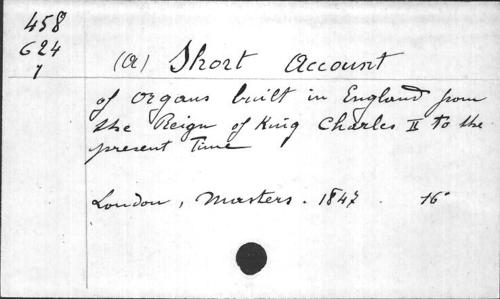 458
624
7
(A) Short Account
of organs built in England from
the Reign of King Charles II to the
present Time
London, Masters. 1847. 16°